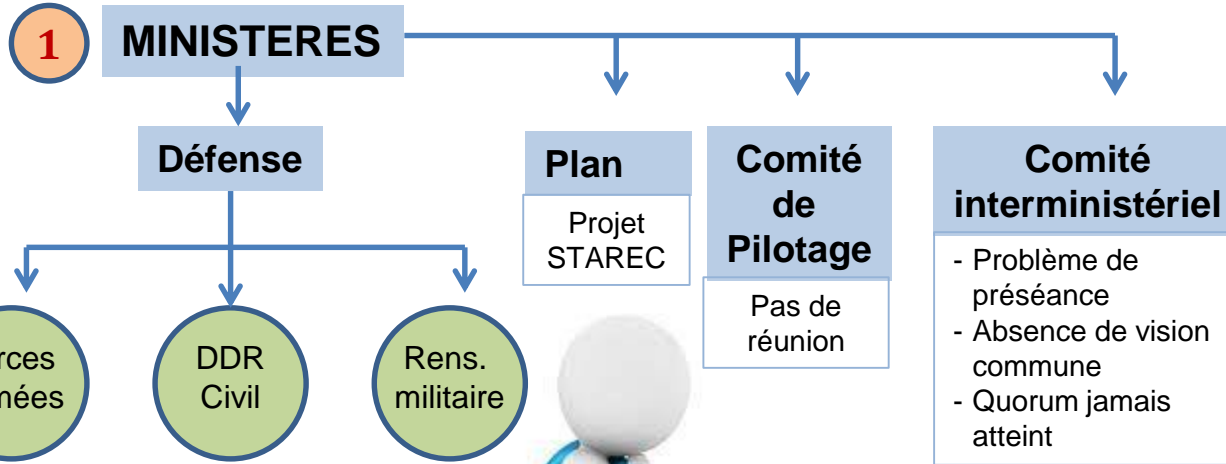 1
MINISTERES
Défense
Plan
Projet
STAREC
Comité
de
Pilotage
Pas de
réunion
Comité
interministériel
- Problème de
préséance
- Absence de vision
commune
- Quorum jamais
atteint
DDR
Civil
Rens.
militaire